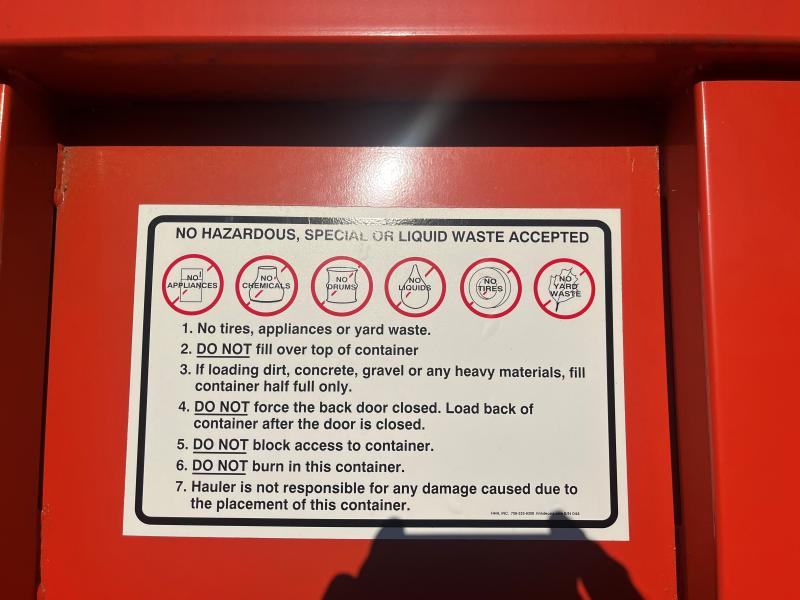 NO HAZARDOUS, SPECIAL OR LIQUID WASTE ACCEPTED
NO APPLIANCES
NO CHEMICALS
NO DRUMS
NO LIQUIDS
NO TIRES
NO YARD WASTE
1. No tires, appliances or yard waste.
2. DO NOT fill over top of container
3. If loading dirt, concrete, gravel or any heavy materials, fill
container half full only.
4. DO NOT force the back door closed. Load back of
container after the door is closed.
5. DO NOT block access to container.
6. DO NOT burn in this container.
7. Hauler is not responsible for any damage caused due to
the placement of this container.